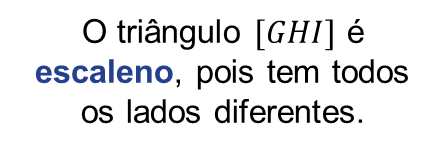 O triângulo [GHI] é
escaleno, pois tem todos
os lados diferentes.